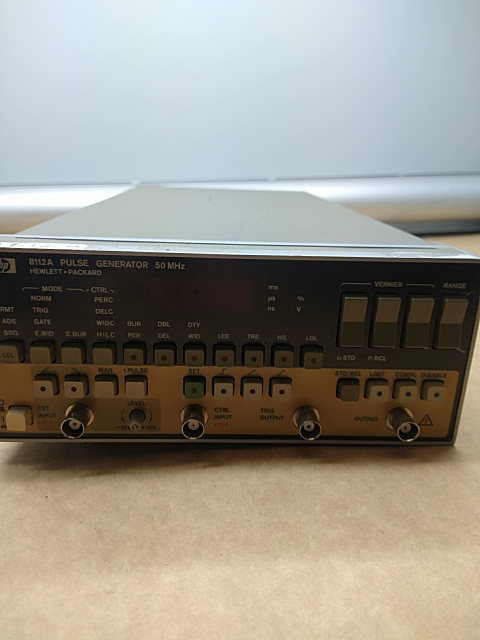 hp 8112A PULSE GENERATOR 50 MHz
HEWLETT • PACKARD
MODE CTRL
NORM PERC
TRIG DELC
GATE WIDC BUR DBL DTY
E.WID E.BUR HILC PER DEL WID LEE TRE HIL LOL
RMT
ADS
SRQ
LCL
ms
µs %
ns V
VERNIER RANGE
STO RCL
MAN 1 PULSE SET STO/RCL LIMIT COMPL DISABLE
EXT
INPUT
LEVEL
CTRL
INPUT
TRIG
OUTPUT
OUTPUT